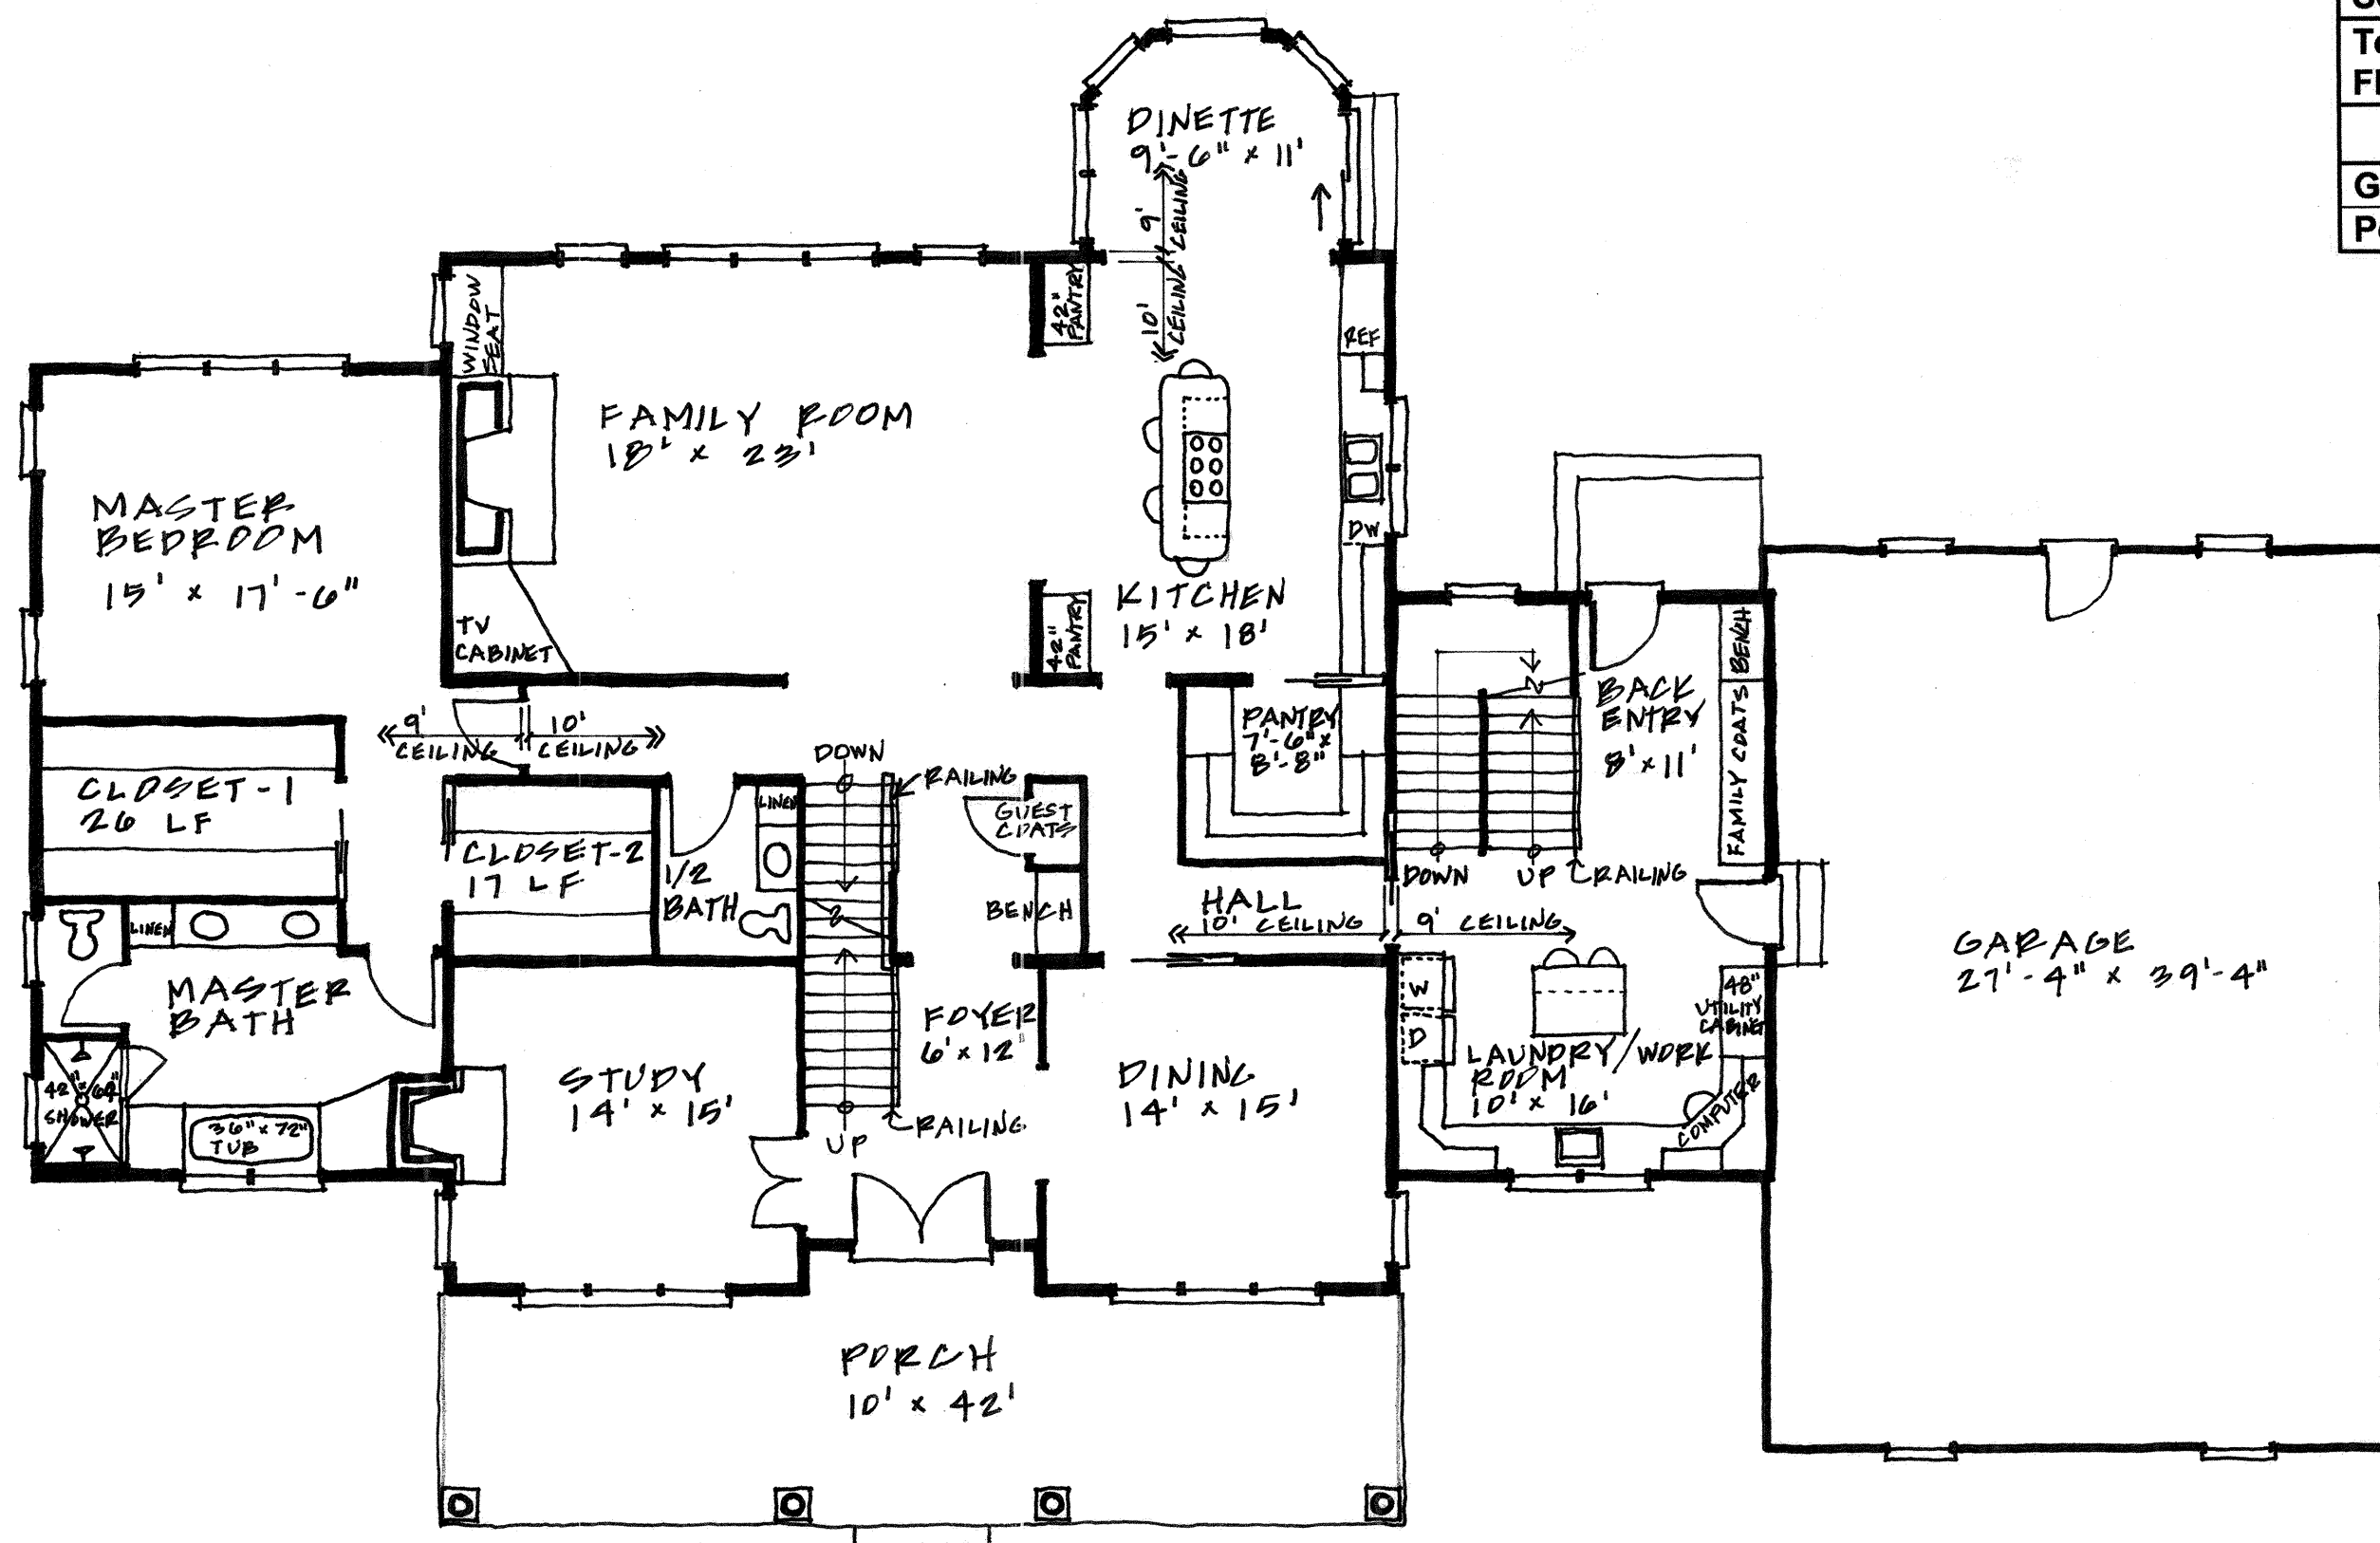 To
Fl
G
DINETTE
9'-6" x 11'
9'
CEILING
10'
CEILING
WINDOW
SEAT
42"
PANTRY
REF
FAMILY ROOM
18' x 23'
MASTER
BEDROOM
15' x 17'-6"
DW
KITCHEN
15' x 18'
42"
PANTRY
TV
CABINET
BENCH
BACK
ENTRY
8' x 11'
FAMILY COATS
PANTRY
7'-6" x
8'-8"
9'
CEILING
10'
CEILING
DOWN
RAILING
CLOSET-1
26 LF
LINEN
GUEST
COATS
CLOSET-2
17 LF
1/2
BATH
BENCH
HALL
10' CEILING
DOWN
UP
RAILING
9' CEILING
LINEN
GARAGE
27'-4" x 39'-4"
MASTER
BATH
W
D
48"
UTILITY
CABINET
FOYER
6' x 12'
LAUNDRY/WORK
ROOM
10' x 16'
COMPUTER
42" x 64"
SHOWER
36" x 72"
TUB
STUDY
14' x 15'
DINING
14' x 15'
RAILING
UP
PORCH
10' x 42'